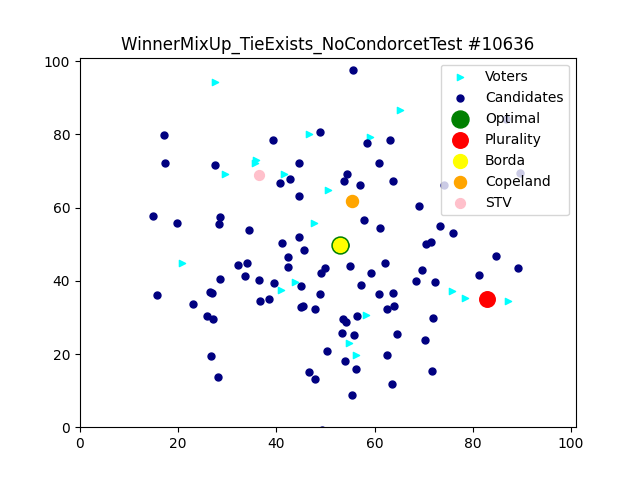 WinnerMixUp_TieExists_NoCondorcetTest #10636
100
80
60
40
20
0
0 20 40 60 80 100
Voters
Candidates
Optimal
Plurality
Borda
Copeland
STV